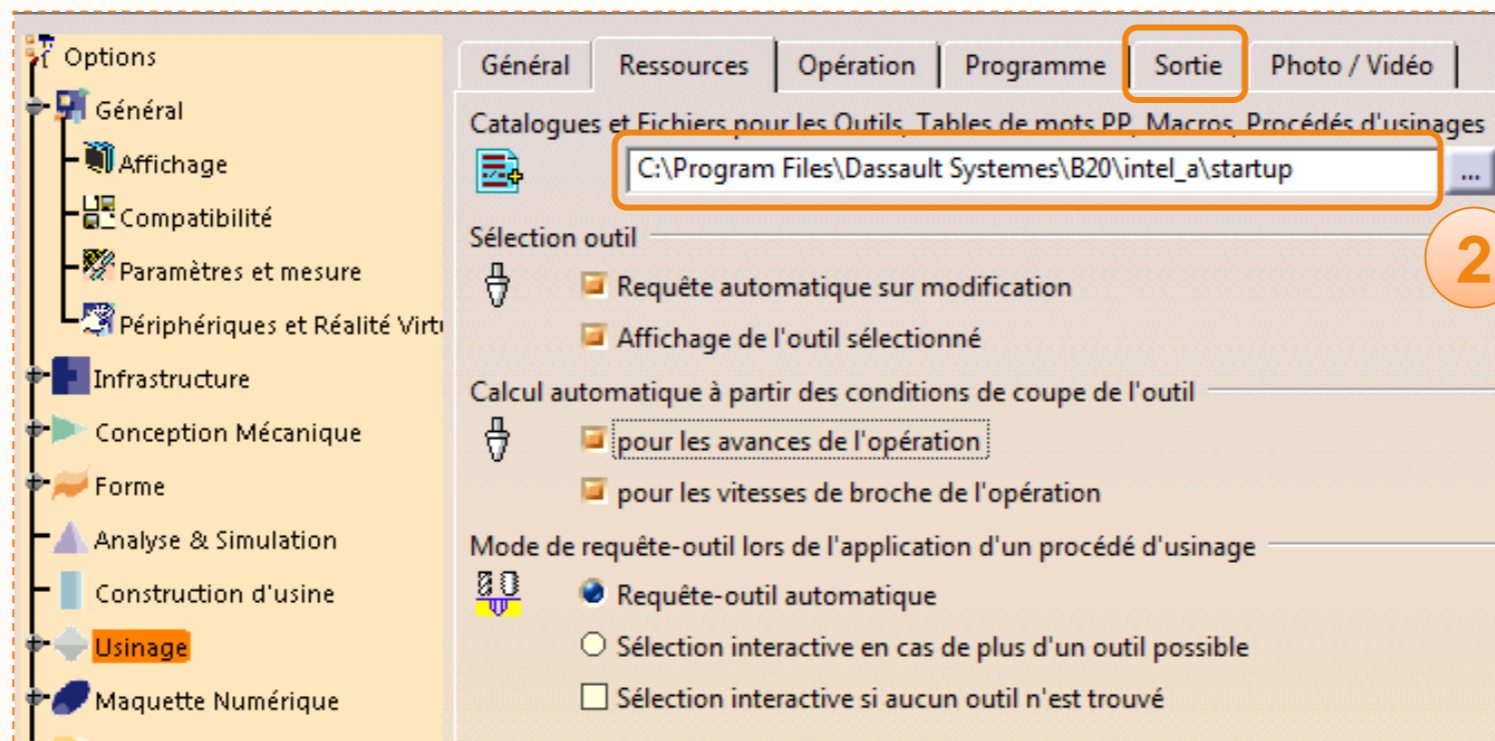 Options
Général
Affichage
Compatibilité
Paramètres et mesure
Périphériques et Réalité
Infrastructure
Conception Mécanique
Forme
Analyse & Simulation
Construction d'usine
Usinage
Maquette Numérique
Général Ressources Opération Programme Sortie Photo / Vidéo
Catalogues et Fichiers pour les Outils, Tables de mots PP, Macros, Procédés d'usinages
C:\Program Files\Dassault Systemes\B20\intel_a\startup ...
2
Sélection outil
Requête automatique sur modification
Affichage de l'outil sélectionné
Calcul automatique à partir des conditions de coupe de l'outil
pour les avances de l'opération
pour les vitesses de broche de l'opération
Mode de requête-outil lors de l'application d'un procédé d'usinage
Requête-outil automatique
Sélection interactive en cas de plus d'un outil possible
Sélection interactive si aucun outil n'est trouvé